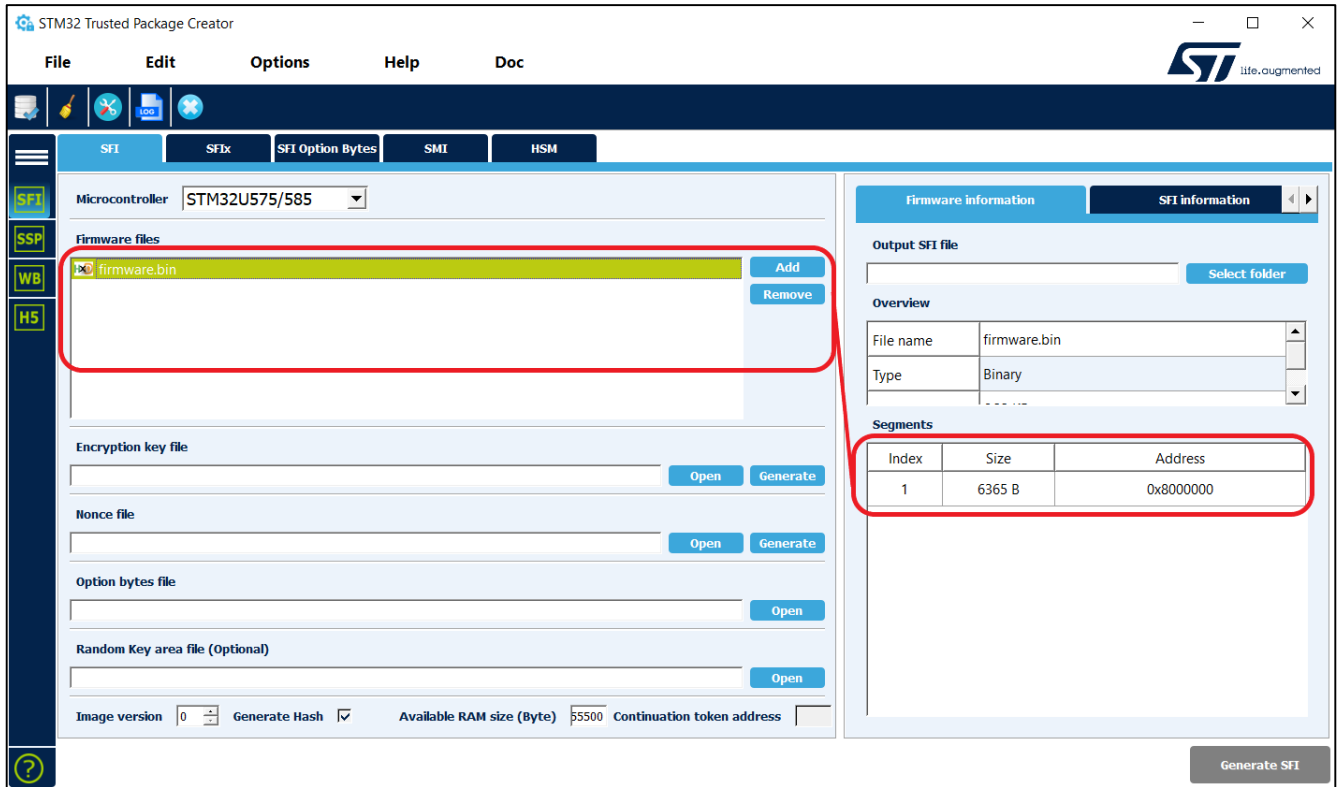 STM32 Trusted Package Creator
File Edit Options Help Doc
ST life.augmented
LOG
SFI SFIx SFI Option Bytes SMI HSM
SFI
SSP
WB
H5
Microcontroller STM32U575/585
Firmware files
firmware.bin
Add
Remove
Encryption key file
Open Generate
Nonce file
Open Generate
Option bytes file
Open
Random Key area file (Optional)
Open
Image version 0 Generate Hash Available RAM size (Byte) 55500 Continuation token address
Firmware information SFI information
Output SFI file
Select folder
Overview
File name firmware.bin
Type Binary
Segments
Index Size Address
1 6365 B 0x8000000
?
Generate SFI